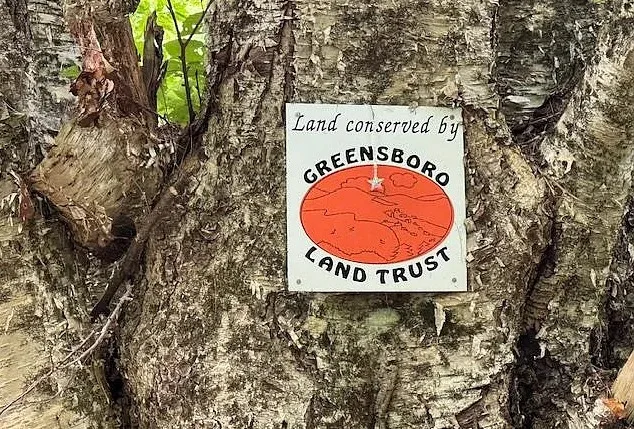 Land conserved by
GREENSBORO
LAND TRUST